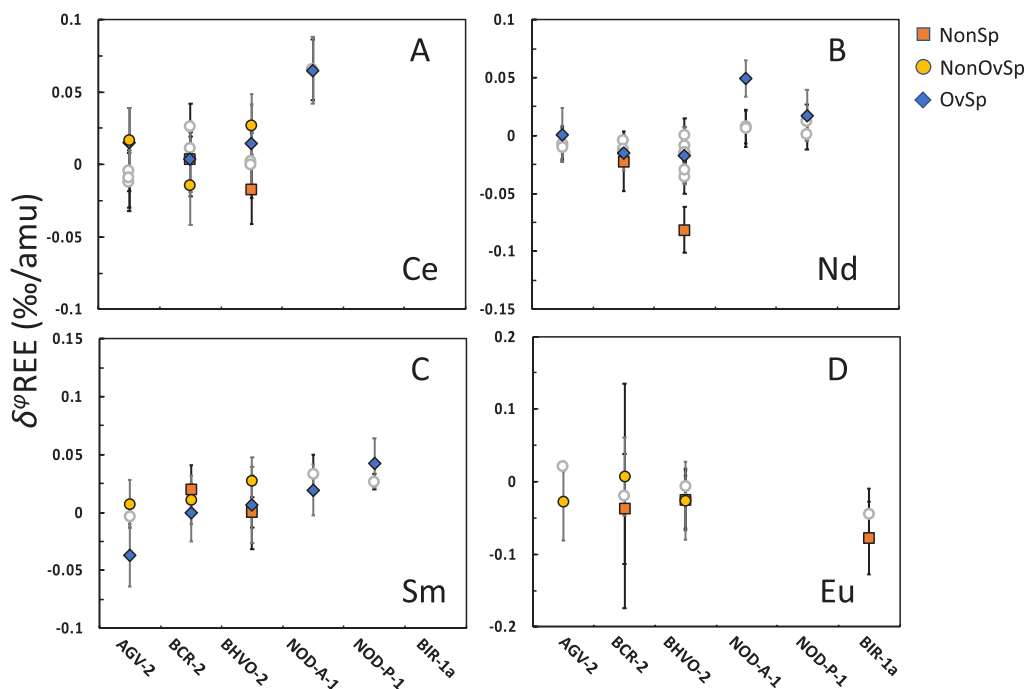 A
0.1
0.05
0
-0.05
-0.1
Ce
B
0.1
0.05
0
-0.05
-0.1
-0.15
Nd
NonSp
NonOvSp
OvSp
δᵠREE (‰/amu)
C
0.15
0.1
0.05
0
-0.05
-0.1
Sm
D
0.2
0.1
0
-0.1
-0.2
Eu
AGV-2
BCR-2
BHVO-2
NOD-A-1
NOD-P-1
BIR-1a
AGV-2
BCR-2
BHVO-2
NOD-A-1
NOD-P-1
BIR-1a